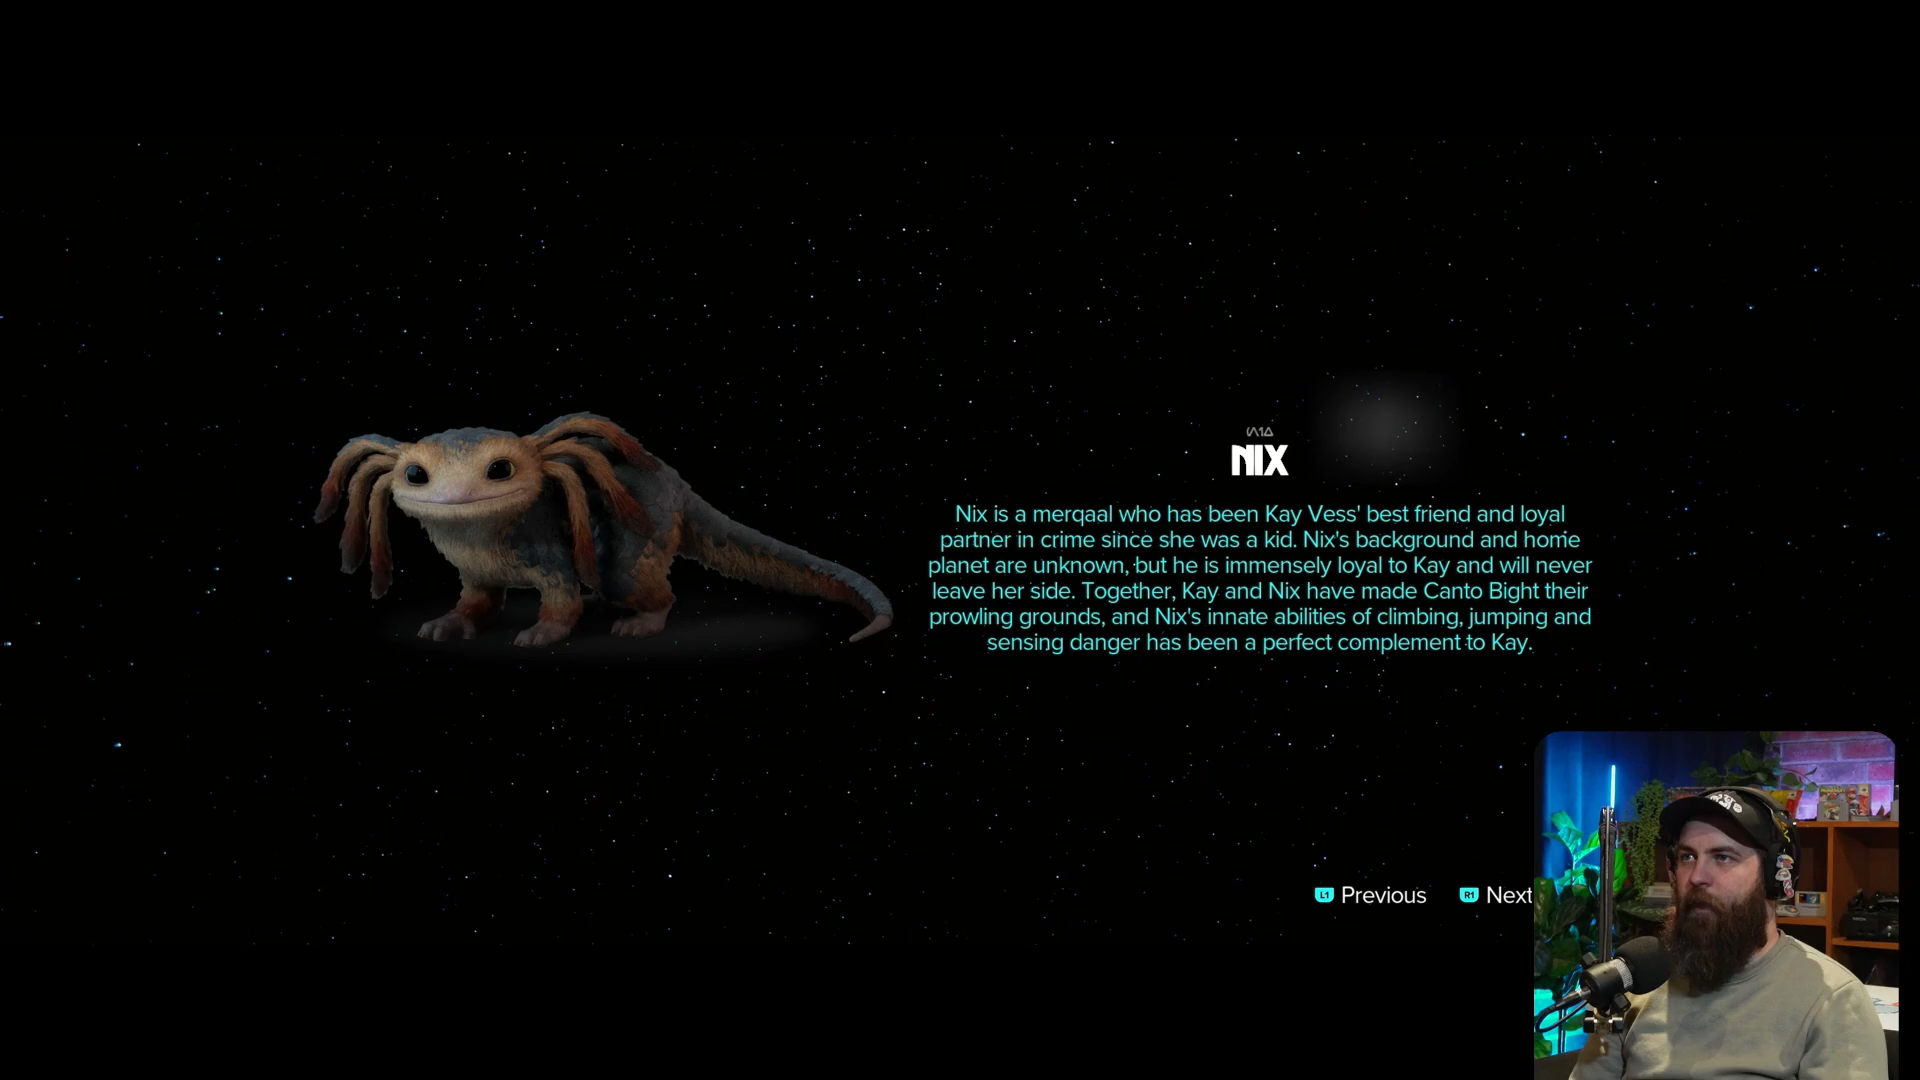 NIX
Nix is a merqaal who has been Kay Vess' best friend and loyal
partner in crime since she was a kid. Nix's background and home
planet are unknown, but he is immensely loyal to Kay and will never
leave her side. Together, Kay and Nix have made Canto Bight their
prowling grounds, and Nix's innate abilities of climbing, jumping and
sensing danger has been a perfect complement to Kay.
L1 Previous R1 Next